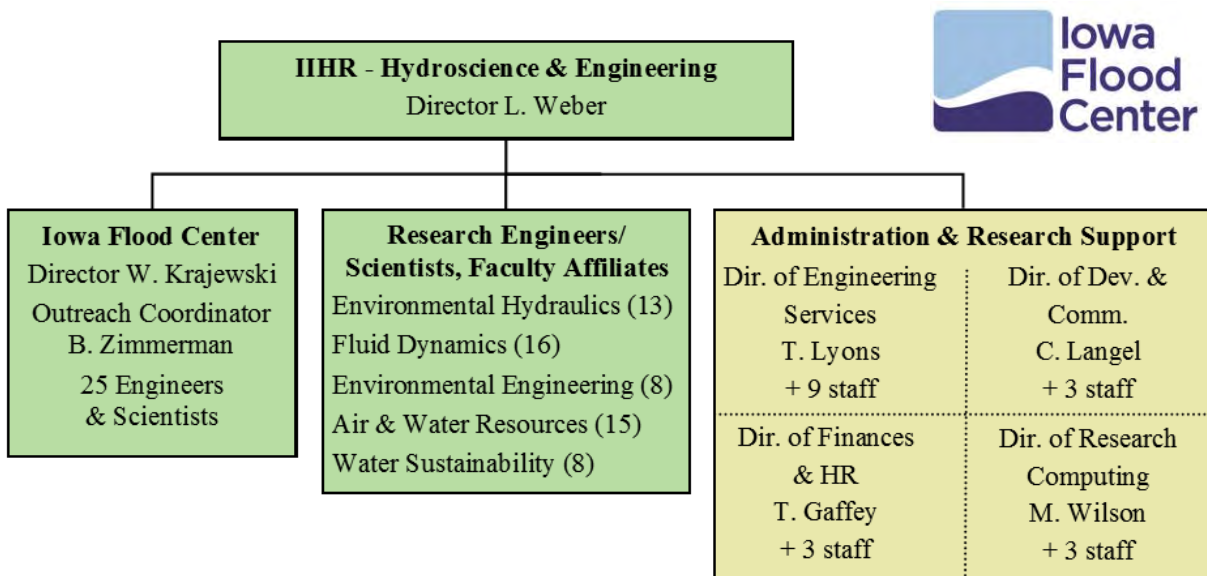 Iowa
Flood
Center
IIHR - Hydroscience & Engineering
Director L. Weber
Iowa Flood Center
Director W. Krajewski
Outreach Coordinator
B. Zimmerman
25 Engineers
& Scientists
Research Engineers/
Scientists, Faculty Affiliates
Environmental Hydraulics (13)
Fluid Dynamics (16)
Environmental Engineering (8)
Air & Water Resources (15)
Water Sustainability (8)
Administration & Research Support
Dir. of Engineering
Services
T. Lyons
+ 9 staff
Dir. of Dev. &
Comm.
C. Langel
+ 3 staff
Dir. of Finances
& HR
T. Gaffey
+ 3 staff
Dir. of Research
Computing
M. Wilson
+ 3 staff